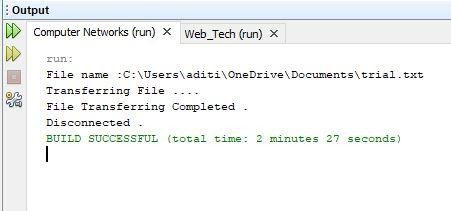 Output
Computer Networks (run) Web_Tech (run)
run:
File name :C:\Users\aditi\OneDrive\Documents\trial.txt
Transferring File ....
File Transferring Completed .
Disconnected .
BUILD SUCCESSFUL (total time: 2 minutes 27 seconds)